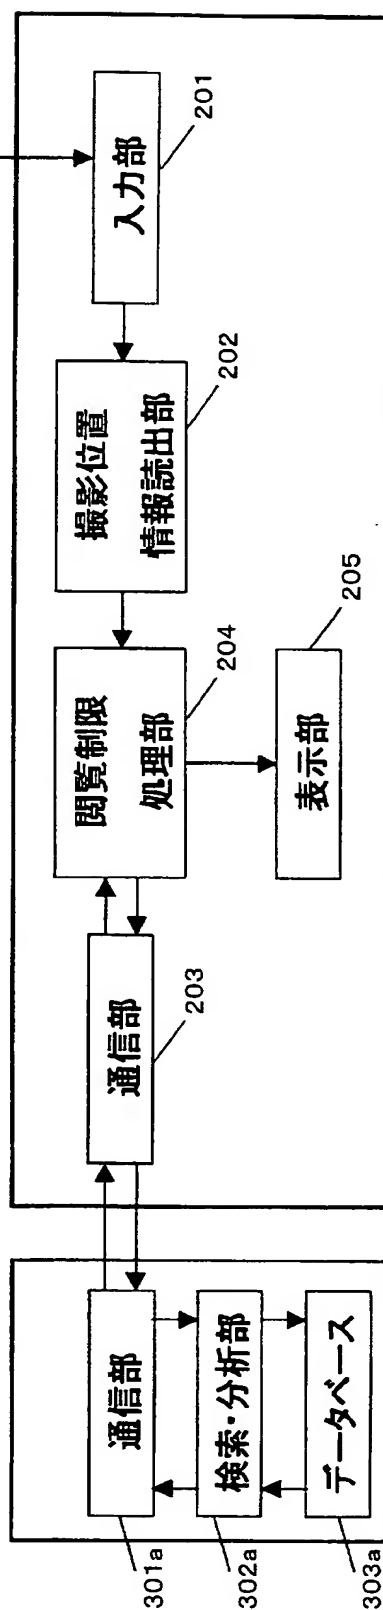 通信部
301a
検索・分析部
302a
データベース
303a
通信部
203
閲覧制限
処理部
204
表示部
205
撮影位置
情報読出部
202
入力部
201